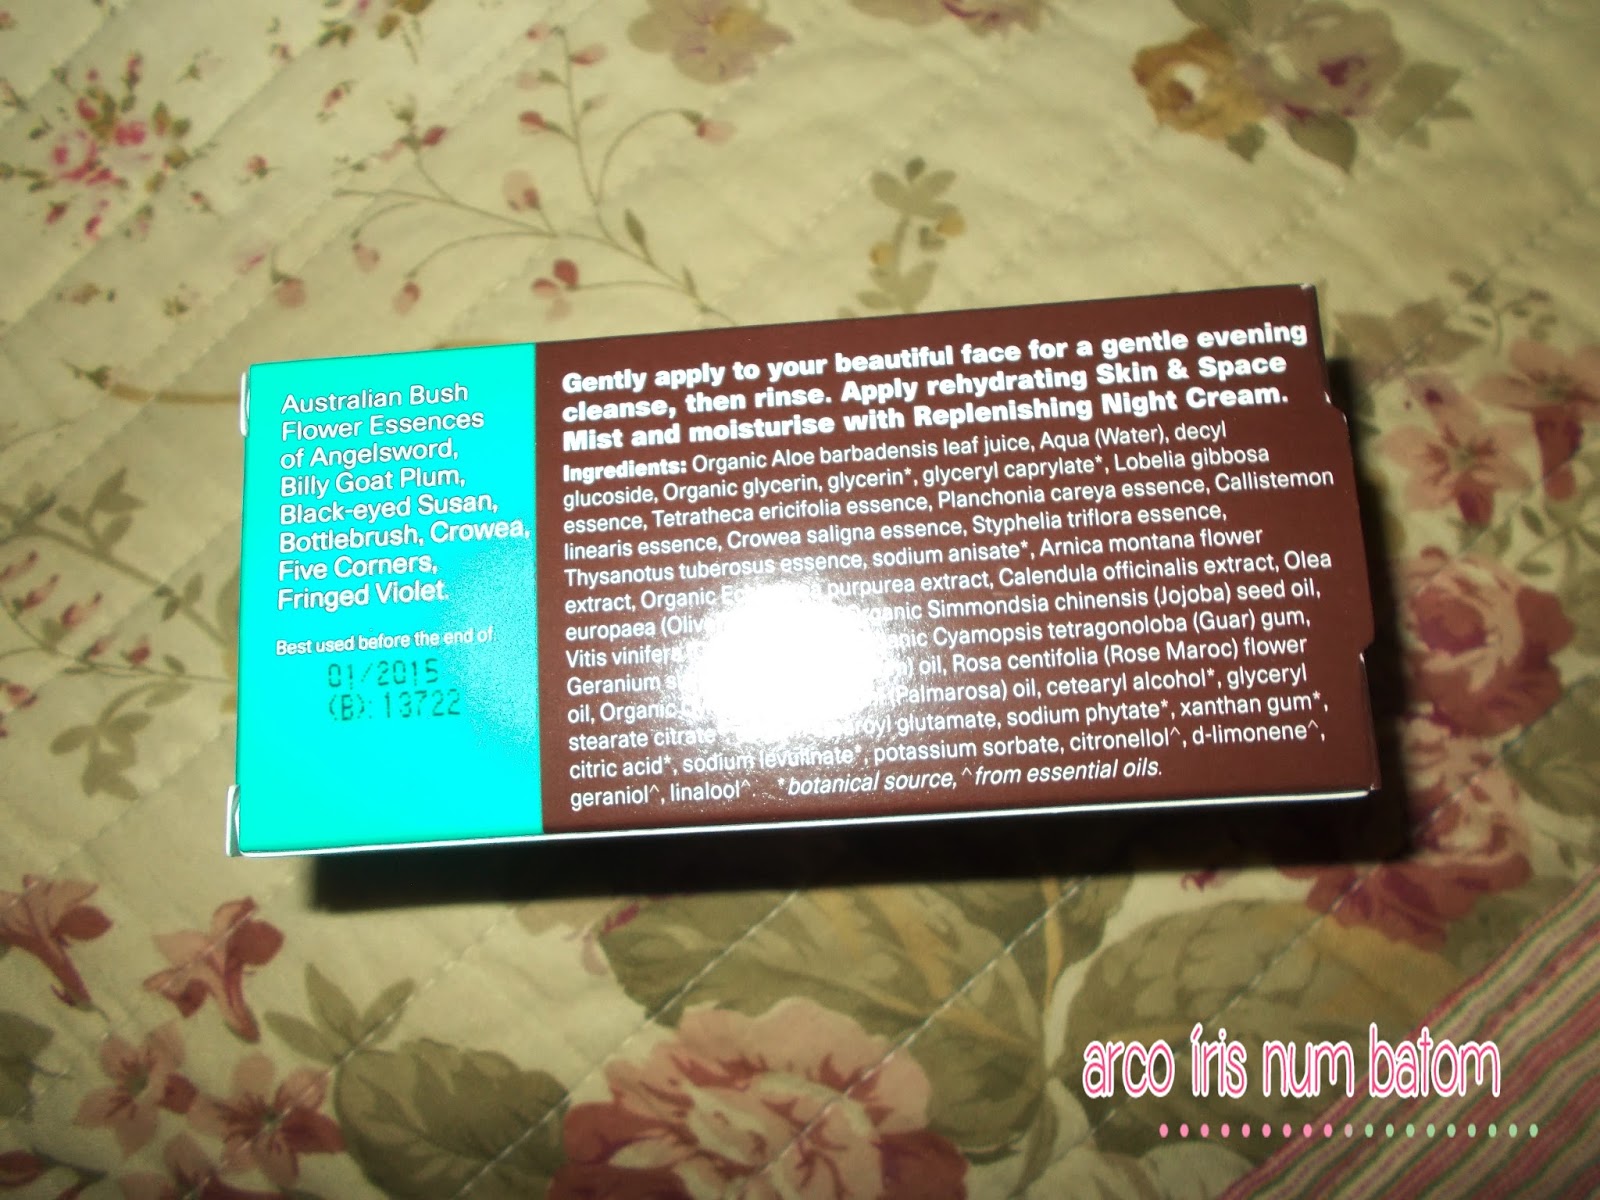 Australian Bush
Flower Essences
of Angelsword,
Billy Goat Plum,
Black-eyed Susan,
Bottlebrush, Crowea,
Five Corners,
Fringed Violet.
Best used before the end of
01/2015
(B): 13722
Gently apply to your beautiful face for a gentle evening
cleanse, then rinse. Apply rehydrating Skin & Space
Mist and moisturise with Replenishing Night Cream.
Ingredients: Organic Aloe barbadensis leaf juice, Aqua (Water), decyl
glucoside, Organic glycerin, glycerin*, glyceryl caprylate*, Lobelia gibbosa
essence, Tetratheca ericifolia essence, Planchonia careya essence, Callistemon
linearis essence, Crowea saligna essence, Styphelia triflora essence,
Thysanotus tuberosus essence, sodium anisate*, Arnica montana flower
extract, Organic purpurea extract, Calendula officinalis extract, Olea
europaea Organic Simmondsia chinensis (Jojoba) seed oil,
Vitis vinifera Cyamopsis tetragonoloba (Guar) gum,
Geranium oil, Rosa centifolia (Rose Maroc) flower
oil, Organic (Palmarosa) oil, cetearyl alcohol*, glyceryl
stearate citrate glutamate, sodium phytate*, xanthan gum*,
citric acid*, sodium levulinate*, potassium sorbate, citronellol^, d-limonene^,
geraniol^, linalool^. *botanical source, ^from essential oils.
arco íris num batom